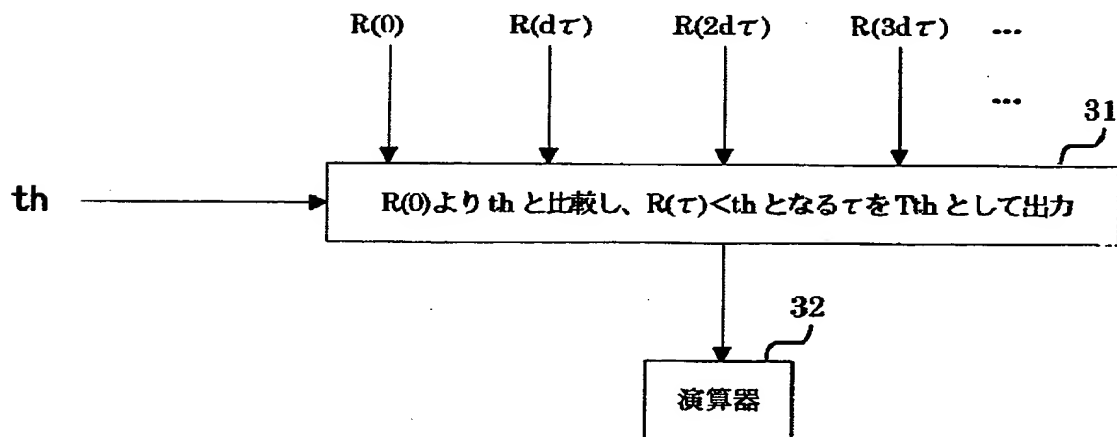 R(0) R(dτ) R(2dτ) R(3dτ) ...
...
31
th
R(0)よりthと比較し、R(τ)<thとなるτをTthとして出力
32
演算器